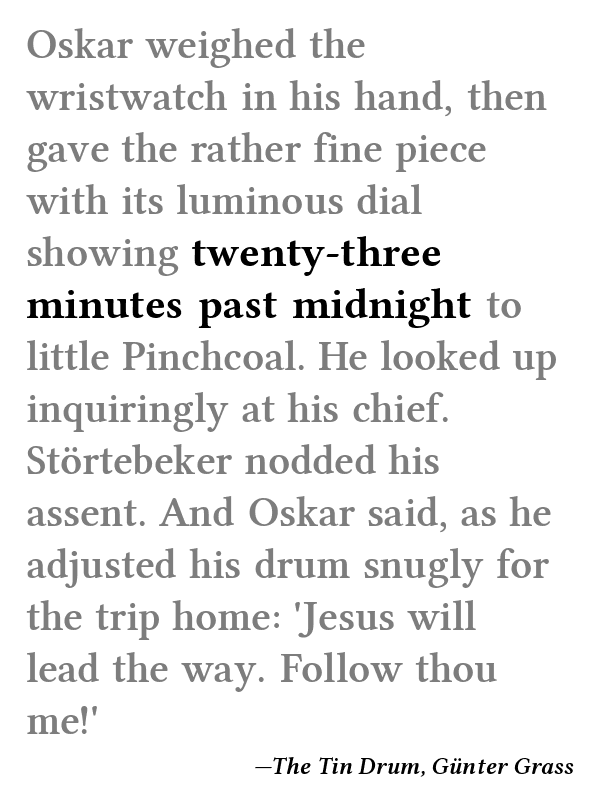 Oskar weighed the
wristwatch in his hand, then
gave the rather fine piece
with its luminous dial
showing twenty-three
minutes past midnight to
little Pinchcoal. He looked up
inquiringly at his chief.
Störtebeker nodded his
assent. And Oskar said, as he
adjusted his drum snugly for
the trip home: 'Jesus will
lead the way. Follow thou
me!'
—The Tin Drum, Günter Grass